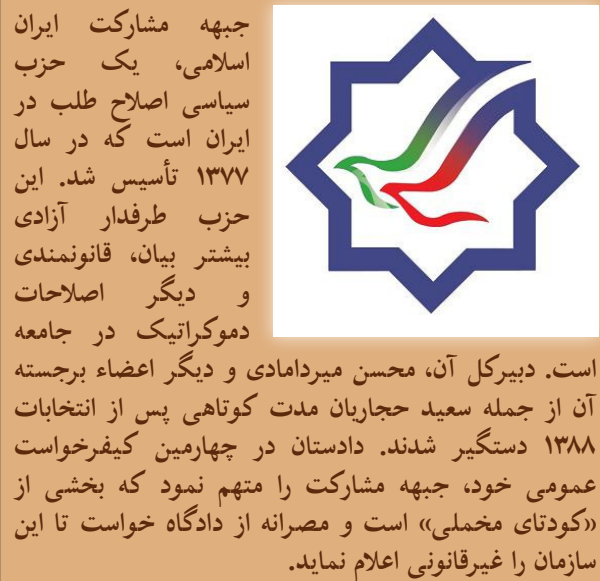 جبهه مشارکت ایران
اسلامی، یک حزب
سیاسی اصلاح طلب در
ایران است که در سال
۱۳۷۷ تأسیس شد. این
حزب طرفدار آزادی
بیشتر بیان، قانونمندی
و دیگر اصلاحات
دموکراتیک در جامعه
است. دبیرکل آن، محسن میردامادی و دیگر اعضاء برجسته
آن از جمله سعید حجاریان مدت کوتاهی پس از انتخابات
۱۳۸۸ دستگیر شدند. دادستان در چهارمین کیفرخواست
عمومی خود، جبهه مشارکت را متهم نمود که بخشی از
«کودتای مخملی» است و مصرانه از دادگاه خواست تا این
سازمان را غیرقانونی اعلام نماید.